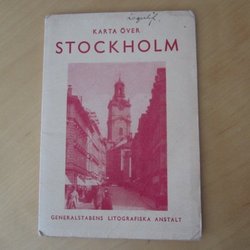 KARTA ÖVER
STOCKHOLM
GENERALSTABENS LITOGRAFISKA ANSTALT